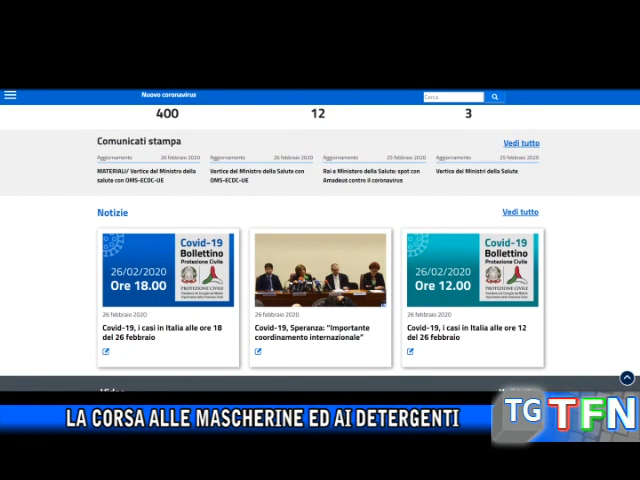 Nuovo coronavirus
Cerca
400 12 3
Comunicati stampa Vedi tutto
Aggiornamento 26 febbraio 2020 Aggiornamento 26 febbraio 2020 Aggiornamento 25 febbraio 2020 Aggiornamento 25 febbraio 2020
MATERIALI/ Vertice del Ministro della
salute con OMS-ECDC-UE
Vertice del Ministro della Salute con
OMS-ECDC-UE
Rai e Ministero della Salute: spot con
Amadeus contro il coronavirus
Vertice dei Ministri della Salute
Notizie Vedi tutto
Covid-19
Bollettino
Protezione Civile
26/02/2020
Ore 18.00
PROTEZIONE CIVILE
26 febbraio 2020
Covid-19, i casi in Italia alle ore 18
del 26 febbraio
26 febbraio 2020
Covid-19, Speranza: "Importante
coordinamento internazionale"
Covid-19
Bollettino
Protezione Civile
26/02/2020
Ore 12.00
PROTEZIONE CIVILE
26 febbraio 2020
Covid-19, i casi in Italia alle ore 12
del 26 febbraio
LA CORSA ALLE MASCHERINE ED AI DETERGENTI
TG TFN